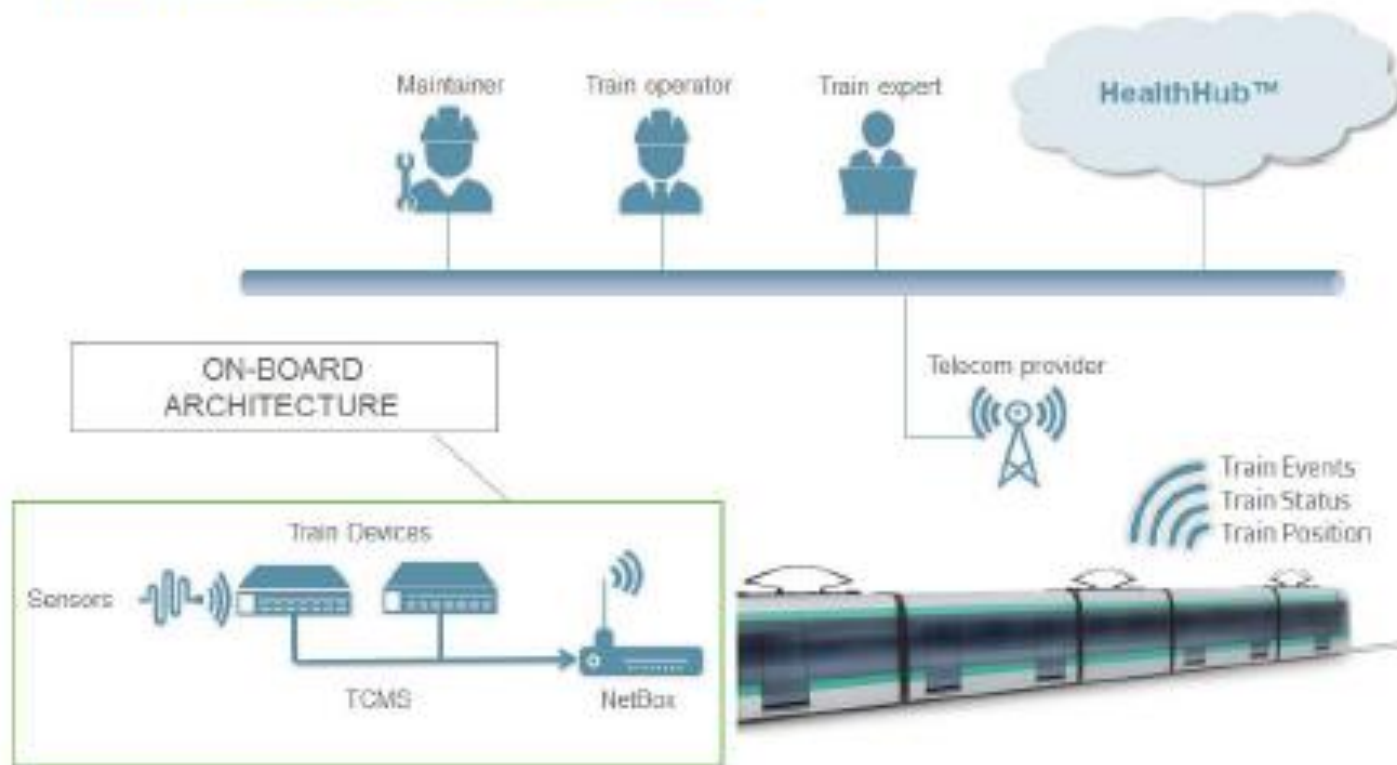 Maintainer
Train operator
Train expert
HealthHub™
ON-BOARD
ARCHITECTURE
Telecom provider
Train Events
Train Status
Train Position
Train Devices
Sensors
TCMS
NetBox